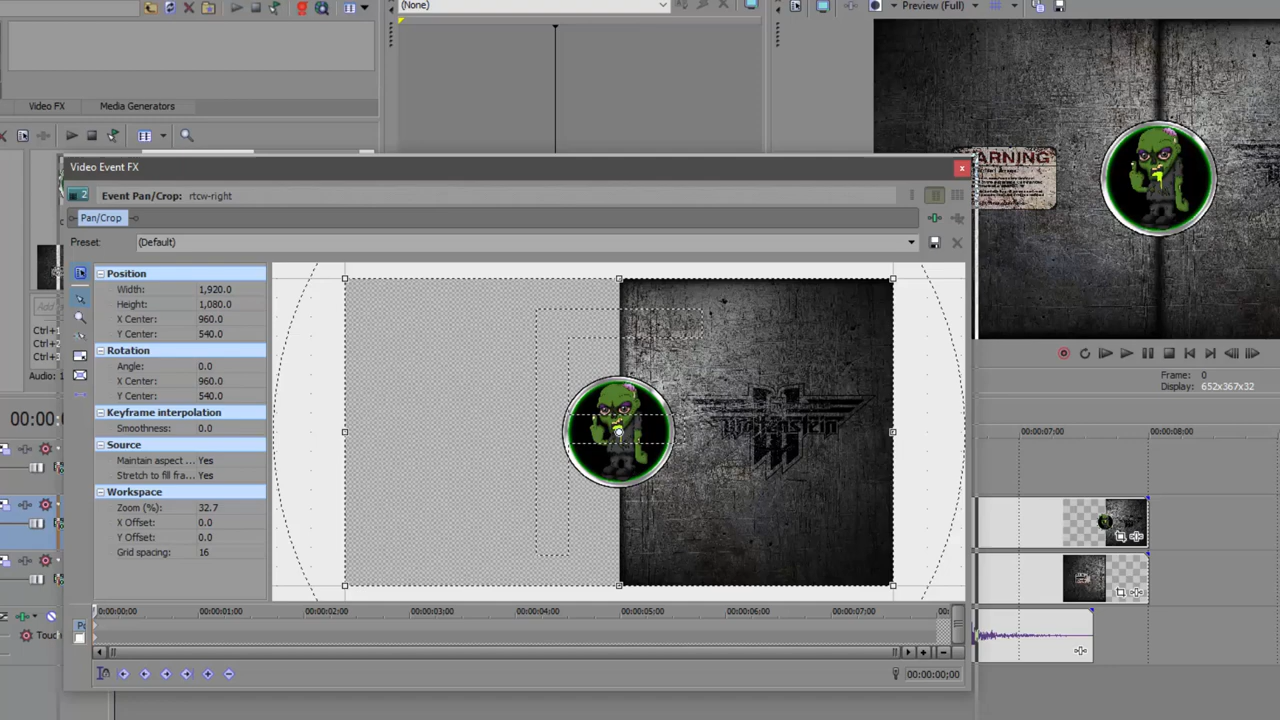 (None)
Preview (Full)
Video FX
Media Generators
WARNING
Video Event FX
Event Pan/Crop:
rtcw-right
Pan/Crop
Preset:
(Default)
Position
Width:
1,920.0
Height:
1,080.0
X Center:
960.0
Y Center:
540.0
Rotation
Angle:
0.0
X Center:
960.0
Y Center:
540.0
Keyframe interpolation
Smoothness:
0.0
Source
Maintain aspect ...
Yes
Stretch to fill fra...
Yes
Workspace
Zoom (%):
32.7
X Offset:
0.0
Y Offset:
0.0
Grid spacing:
16
Wolfenstein
Add
Ctrl+1
Ctrl+2
Ctrl+3
Audio: 1
Frame:
0
Display:
652x367x32
00:00:07;00
00:00:08;00
00:00:00;00
00:00:01;00
00:00:02;00
00:00:03;00
00:00:04;00
00:00:05;00
00:00:06;00
00:00:07;00
Touch
00:00:00;00